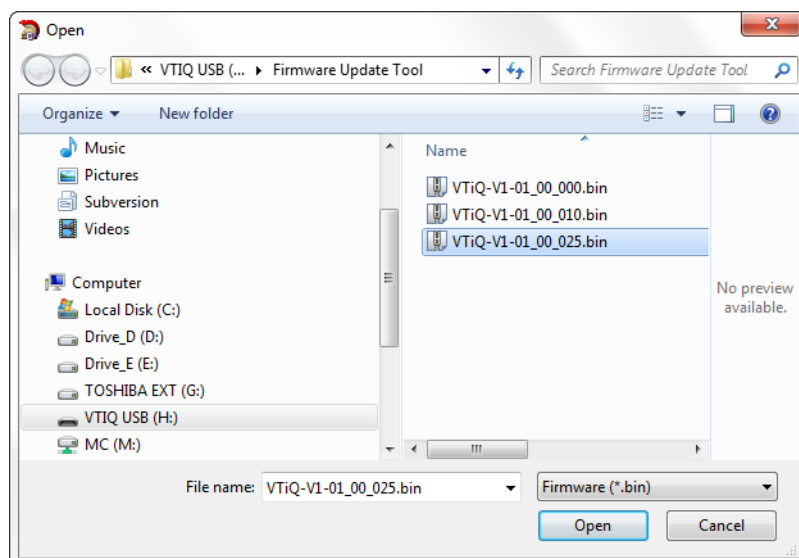 Open
« VTIQ USB (... ▸ Firmware Update Tool
Search Firmware Update Tool
Organize
New folder
Music
Pictures
Subversion
Videos
Computer
Local Disk (C:)
Drive_D (D:)
Drive_E (E:)
TOSHIBA EXT (G:)
VTIQ USB (H:)
MC (M:)
Name
VTiQ-V1-01_00_000.bin
VTiQ-V1-01_00_010.bin
VTiQ-V1-01_00_025.bin
No preview
available.
File name: VTiQ-V1-01_00_025.bin
Firmware (*.bin)
Open
Cancel